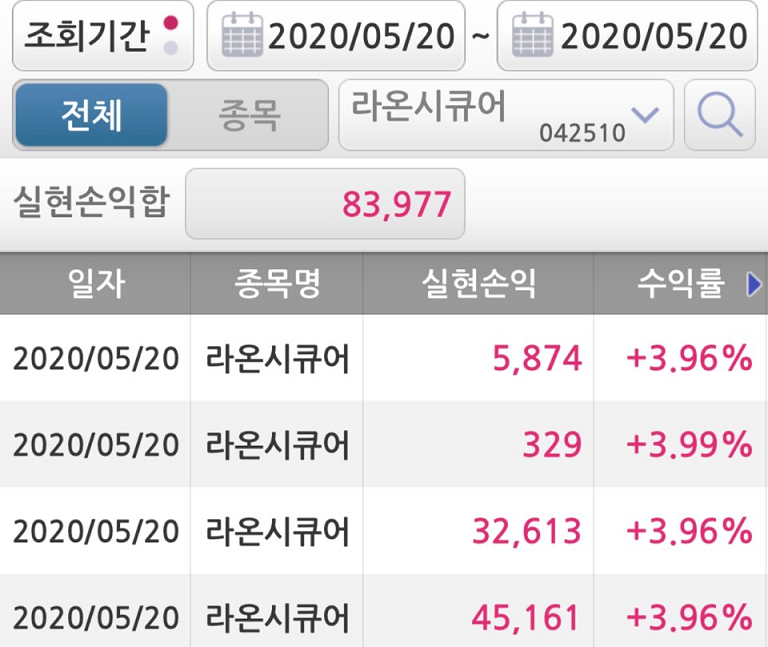 조회기간 2020/05/20 ~ 2020/05/20
전체 종목 라온시큐어 042510
실현손익합 83,977
일자 종목명 실현손익 수익률
2020/05/20 라온시큐어 5,874 +3.96%
2020/05/20 라온시큐어 329 +3.99%
2020/05/20 라온시큐어 32,613 +3.96%
2020/05/20 라온시큐어 45,161 +3.96%